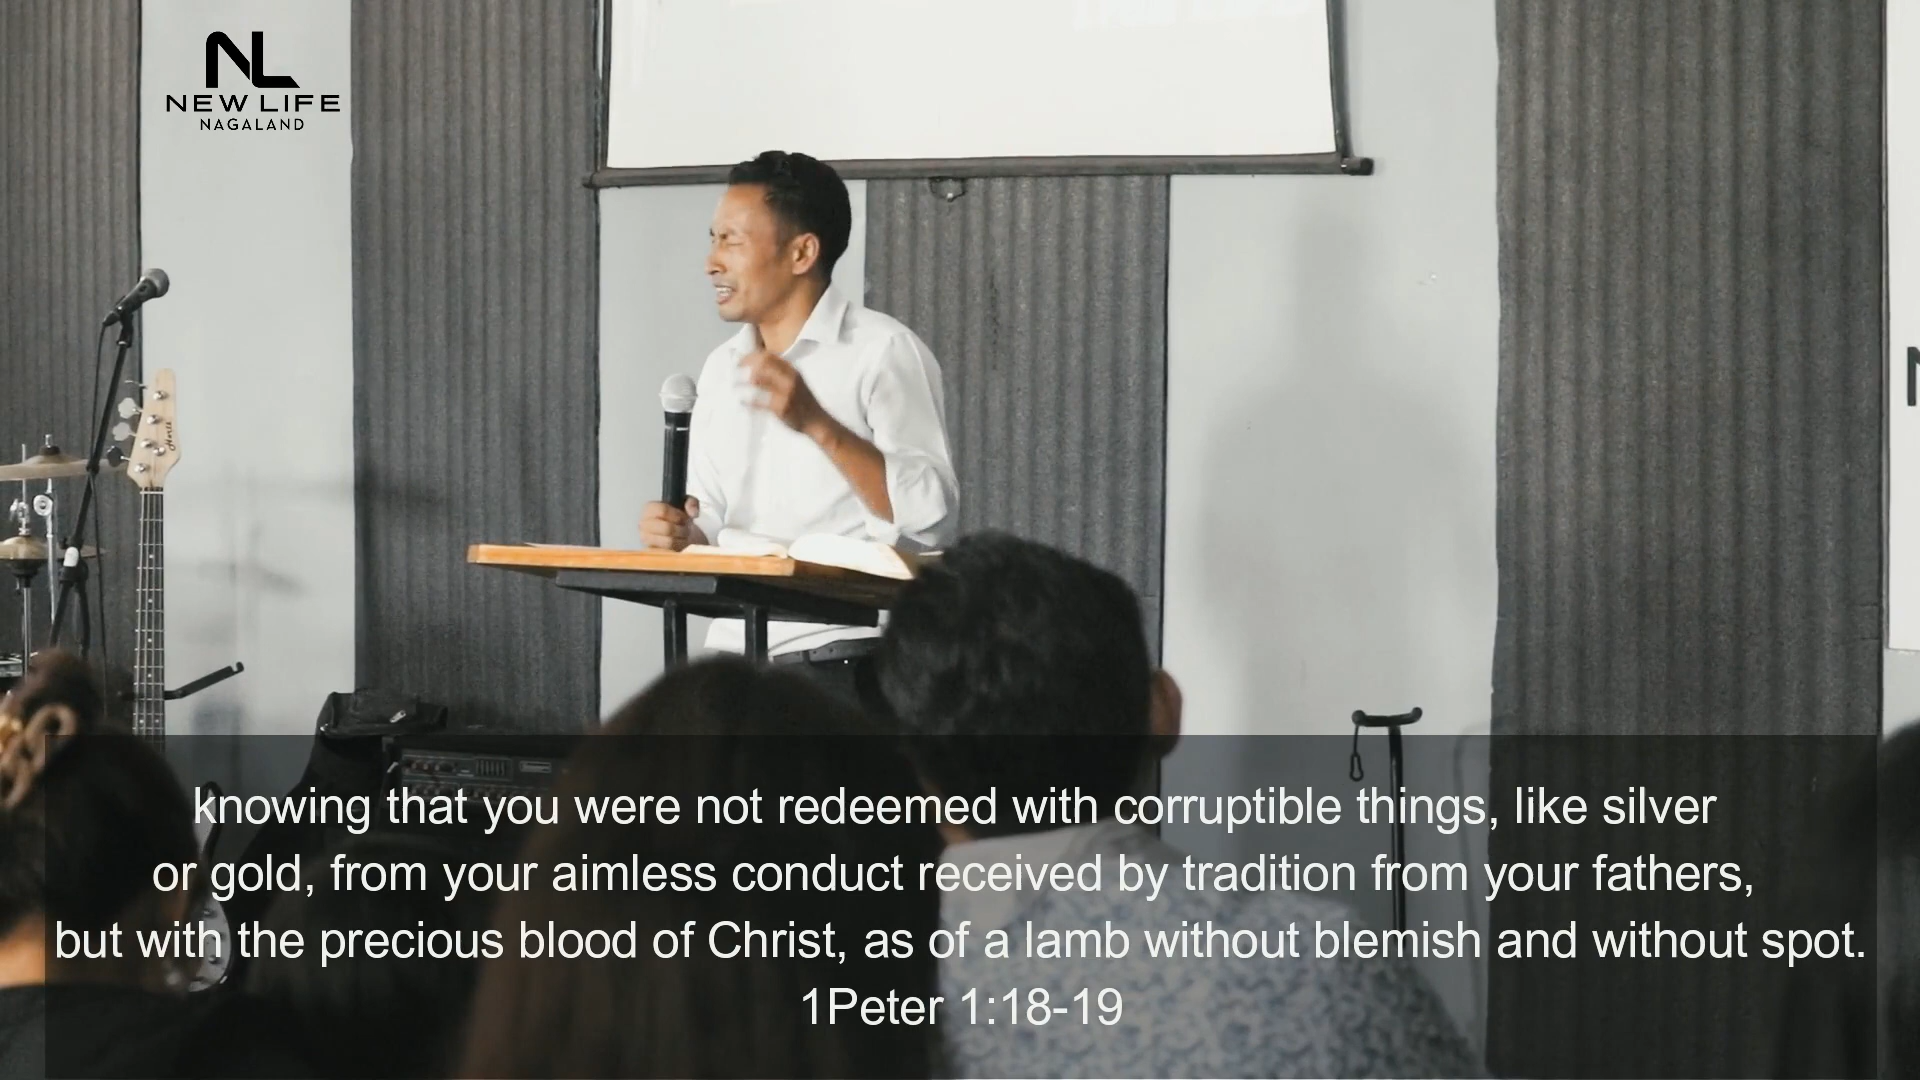 NL
NEW LIFE
NAGALAND
knowing that you were not redeemed with corruptible things, like silver
or gold, from your aimless conduct received by tradition from your fathers,
but with the precious blood of Christ, as of a lamb without blemish and without spot.
1Peter 1:18-19